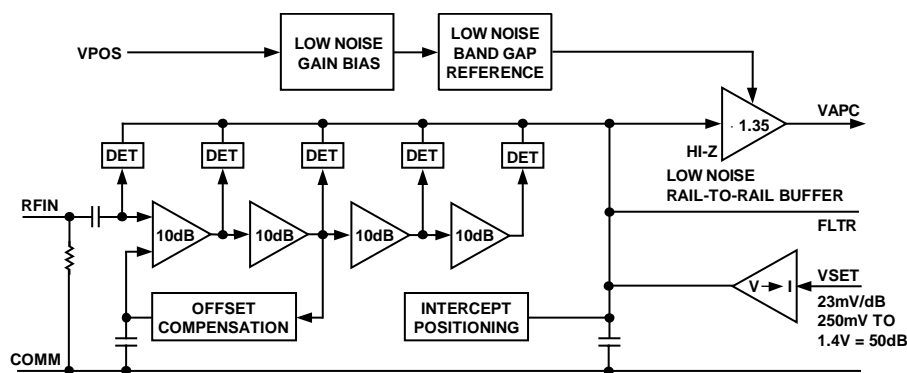 VPOS
LOW NOISE
GAIN BIAS
LOW NOISE
BAND GAP
REFERENCE
· 1.35
VAPC
HI-Z
LOW NOISE
RAIL-TO-RAIL BUFFER
DET
DET
DET
DET
DET
RFIN
10dB
10dB
10dB
10dB
FLTR
OFFSET
COMPENSATION
INTERCEPT
POSITIONING
V
I
VSET
23mV/dB
250mV TO
1.4V = 50dB
COMM